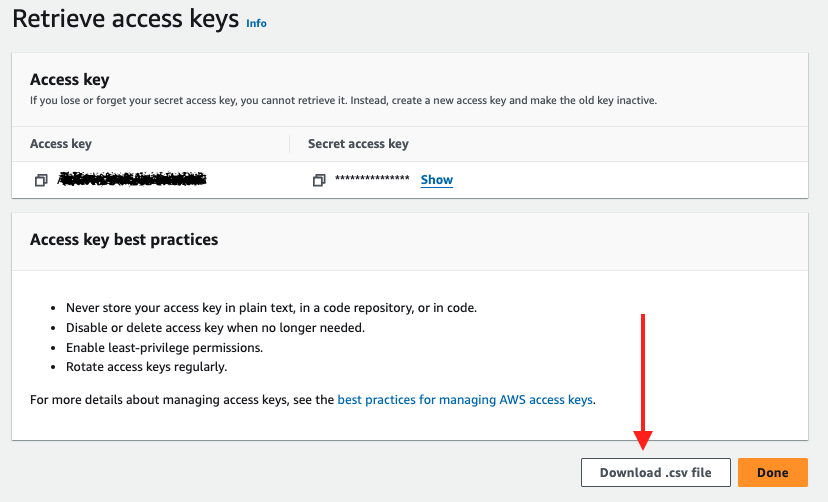 Retrieve access keys Info
Access key
If you lose or forget your secret access key, you cannot retrieve it. Instead, create a new access key and make the old key inactive.
Access key Secret access key
*************** Show
Access key best practices
• Never store your access key in plain text, in a code repository, or in code.
• Disable or delete access key when no longer needed.
• Enable least-privilege permissions.
• Rotate access keys regularly.
For more details about managing access keys, see the best practices for managing AWS access keys.
Download .csv file Done